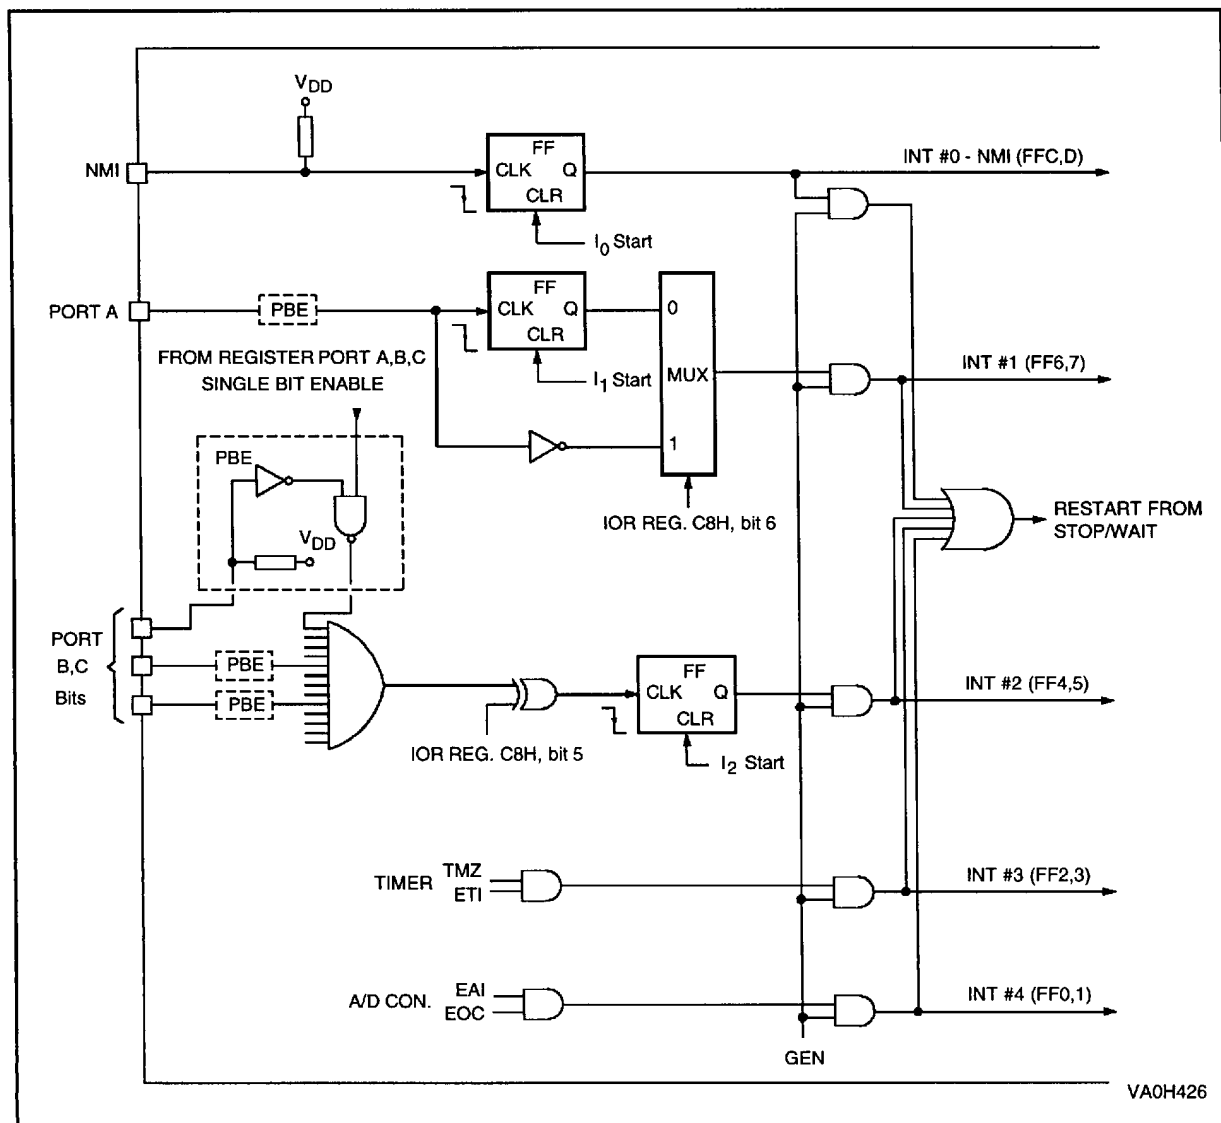 VDD
NMI
FF
CLK Q
CLR
I0 Start
INT #0 - NMI (FFC,D)
PORT A
PBE
FF
CLK Q
CLR
I1 Start
0
MUX
1
IOR REG. C8H, bit 6
INT #1 (FF6,7)
FROM REGISTER PORT A,B,C
SINGLE BIT ENABLE
PBE
VDD
RESTART FROM
STOP/WAIT
PORT
B,C
Bits
PBE
PBE
IOR REG. C8H, bit 5
FF
CLK Q
CLR
I2 Start
INT #2 (FF4,5)
TIMER
TMZ
ETI
INT #3 (FF2,3)
A/D CON.
EAI
EOC
INT #4 (FF0,1)
GEN
VA0H426